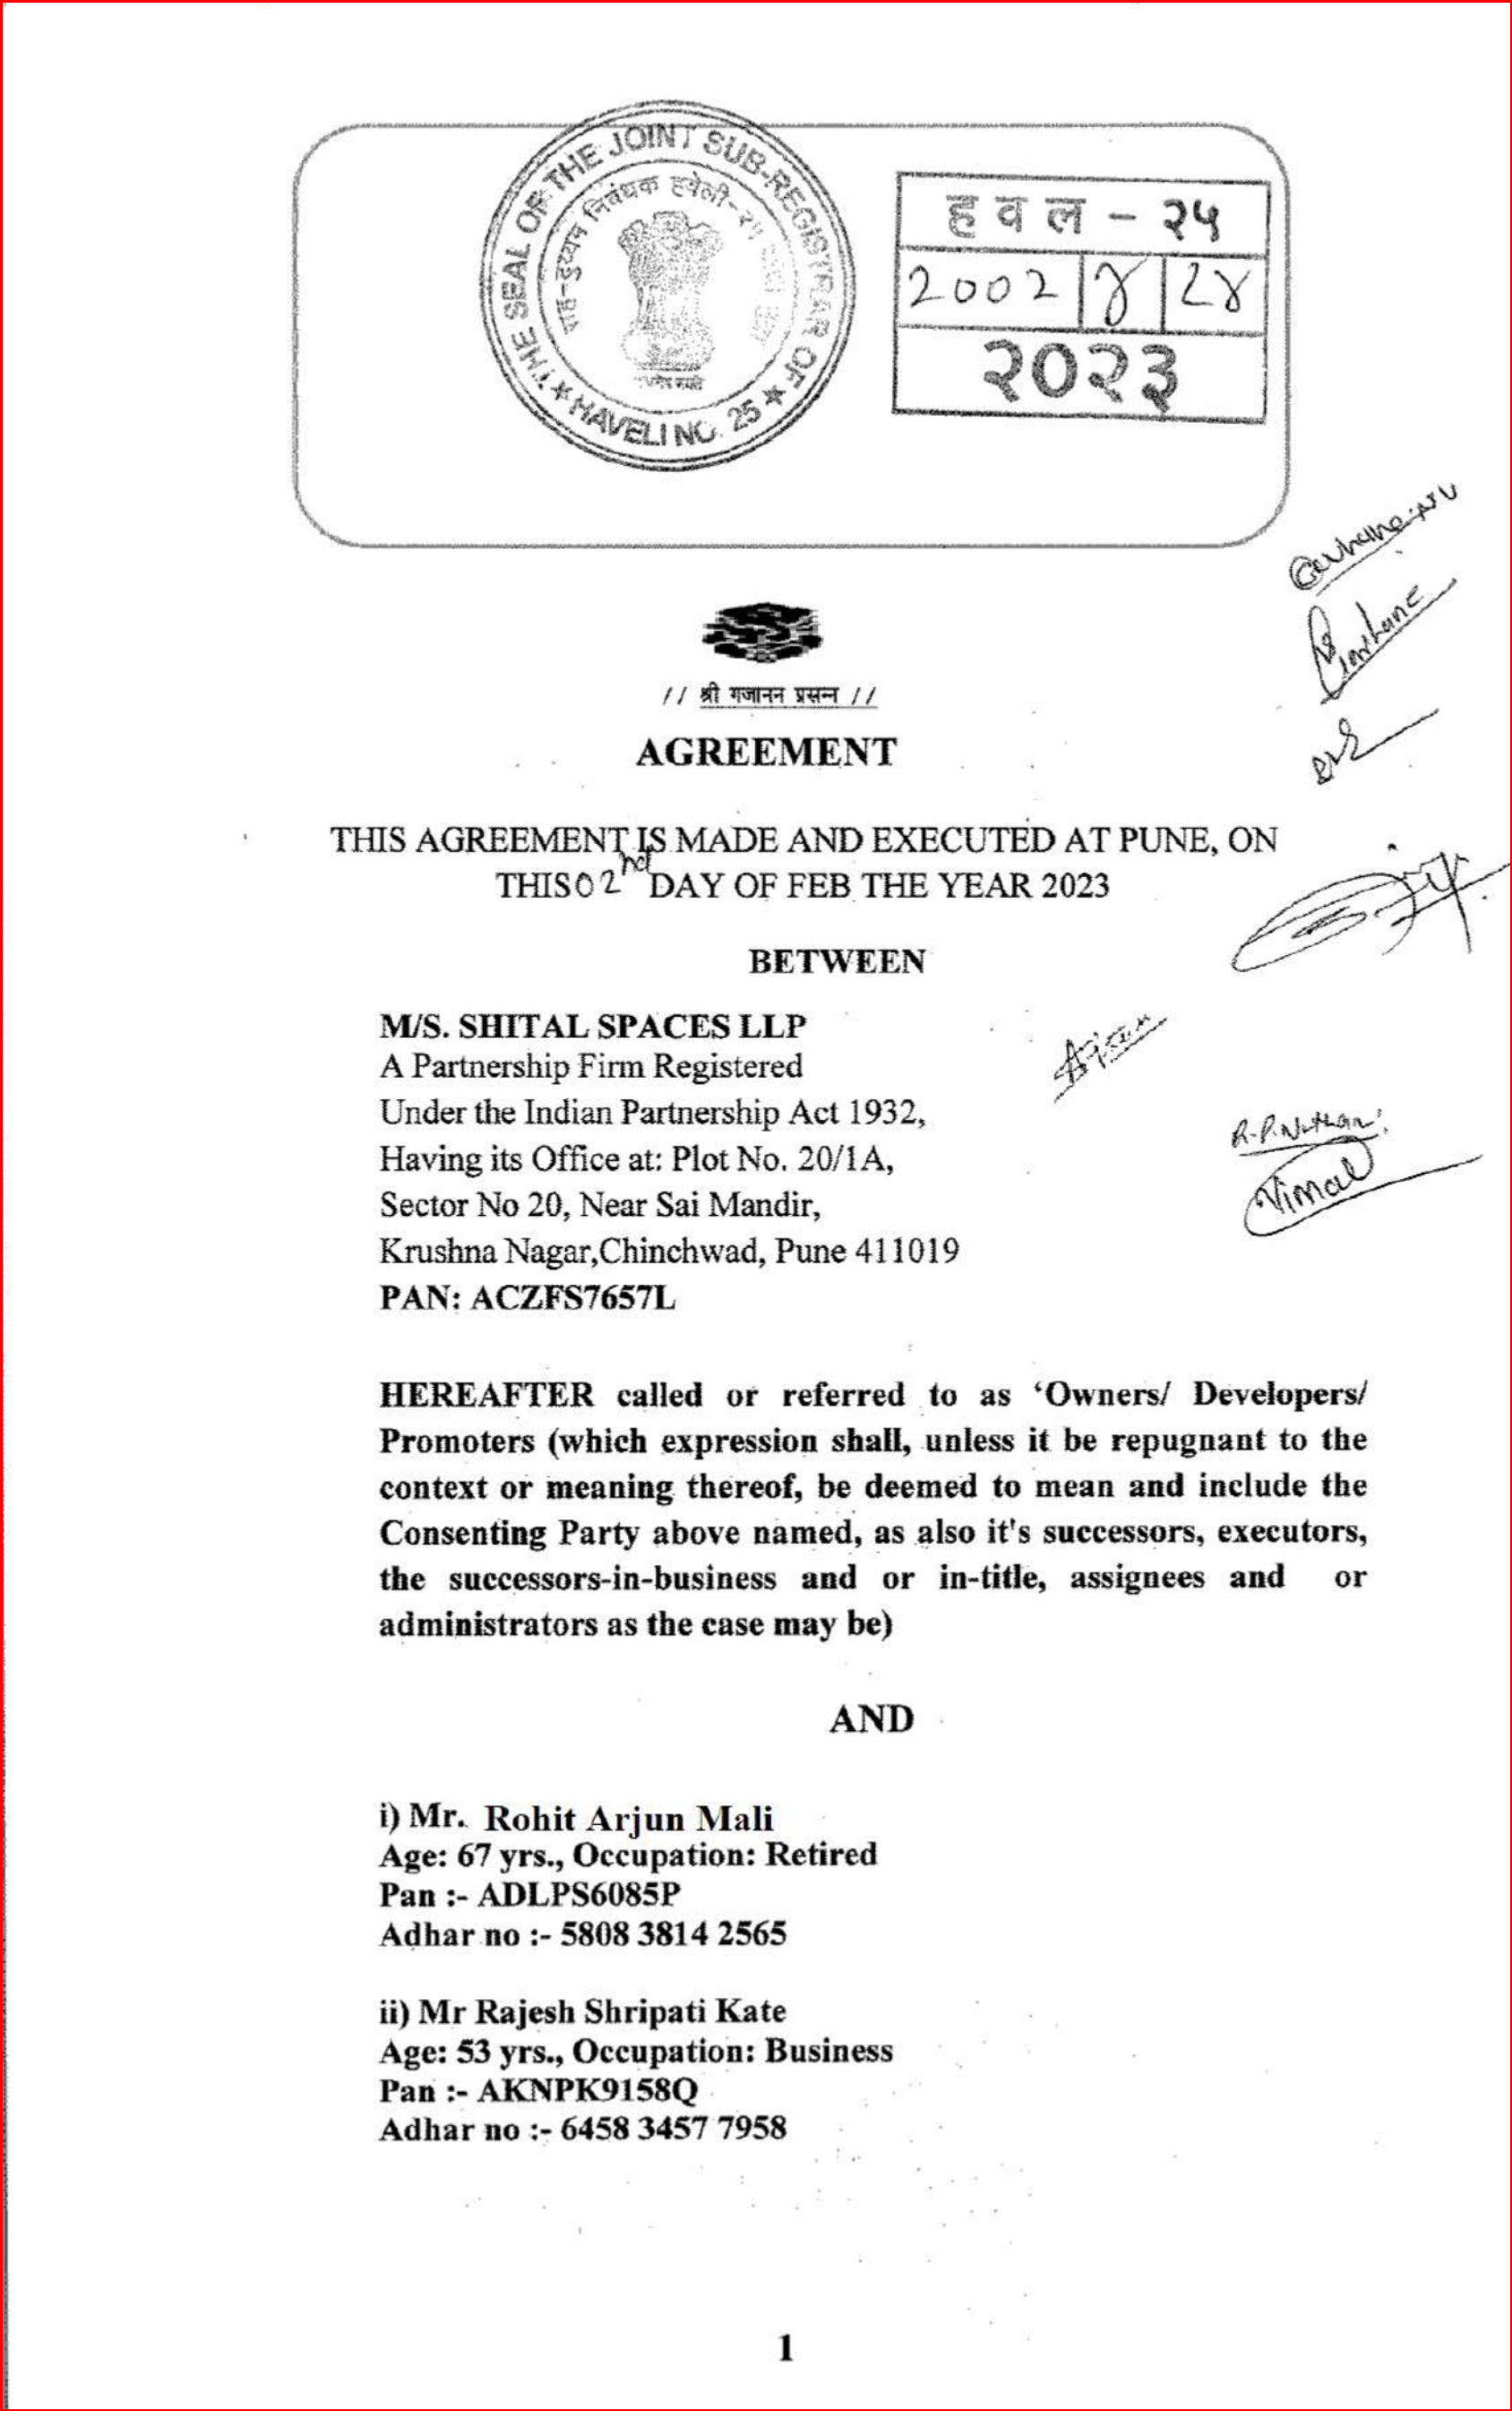 THE SEAL OF THE JOINT SUB-REGISTRAR OF
HAVELI NO. 25
सह-दुय्यम निबंधक हवेली-२५
हवल - २५
2002 | ४ | ८४
२०२३
// श्री गजानन प्रसन्न //
AGREEMENT
THIS AGREEMENT IS MADE AND EXECUTED AT PUNE, ON
THIS 02nd DAY OF FEB THE YEAR 2023
BETWEEN
M/S. SHITAL SPACES LLP
A Partnership Firm Registered
Under the Indian Partnership Act 1932,
Having its Office at: Plot No. 20/1A,
Sector No 20, Near Sai Mandir,
Krushna Nagar,Chinchwad, Pune 411019
PAN: ACZFS7657L
Vimal
HEREAFTER called or referred to as ‘Owners/ Developers/
Promoters (which expression shall, unless it be repugnant to the
context or meaning thereof, be deemed to mean and include the
Consenting Party above named, as also it's successors, executors,
the successors-in-business and or in-title, assignees and or
administrators as the case may be)
AND
i) Mr. Rohit Arjun Mali
Age: 67 yrs., Occupation: Retired
Pan :- ADLPS6085P
Adhar no :- 5808 3814 2565
ii) Mr Rajesh Shripati Kate
Age: 53 yrs., Occupation: Business
Pan :- AKNPK9158Q
Adhar no :- 6458 3457 7958
1